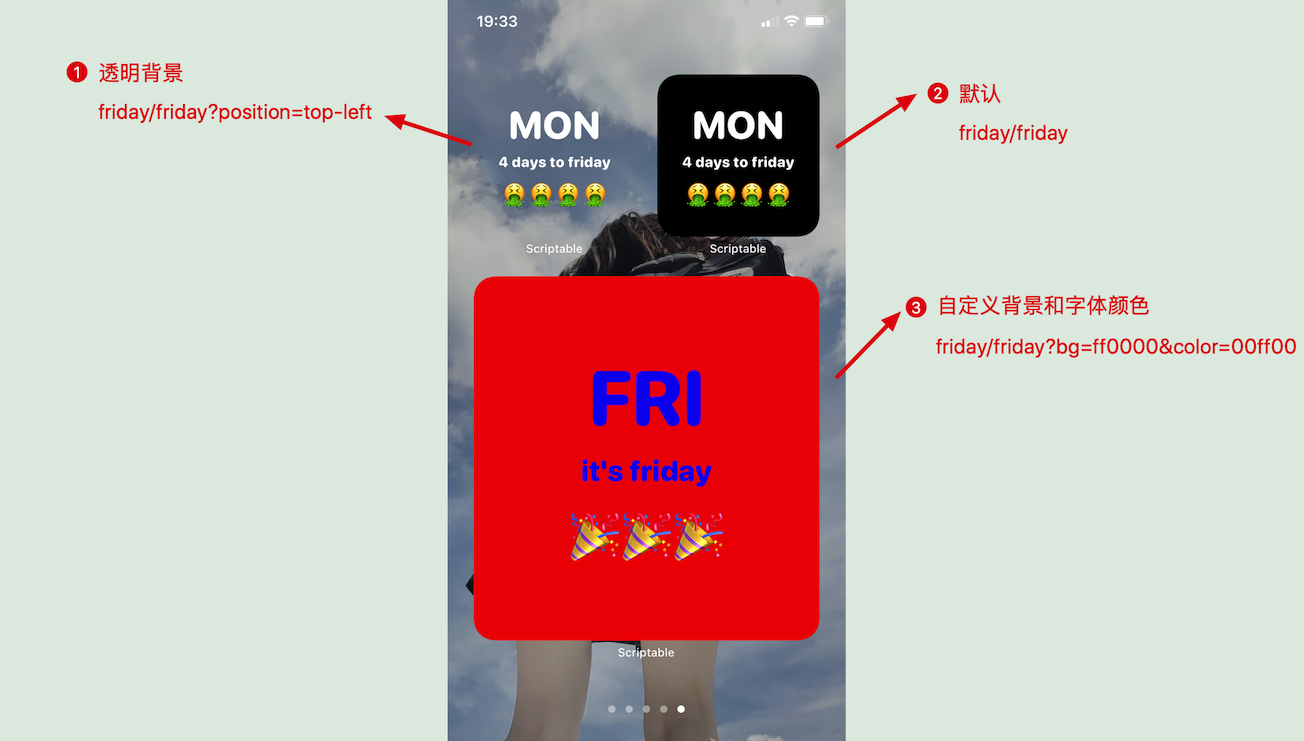 19:33
1 透明背景
friday/friday?position=top-left
MON
4 days to friday
Scriptable
MON
4 days to friday
Scriptable
2 默认
friday/friday
3 自定义背景和字体颜色
friday/friday?bg=ff0000&color=00ff00
FRI
it's friday
Scriptable